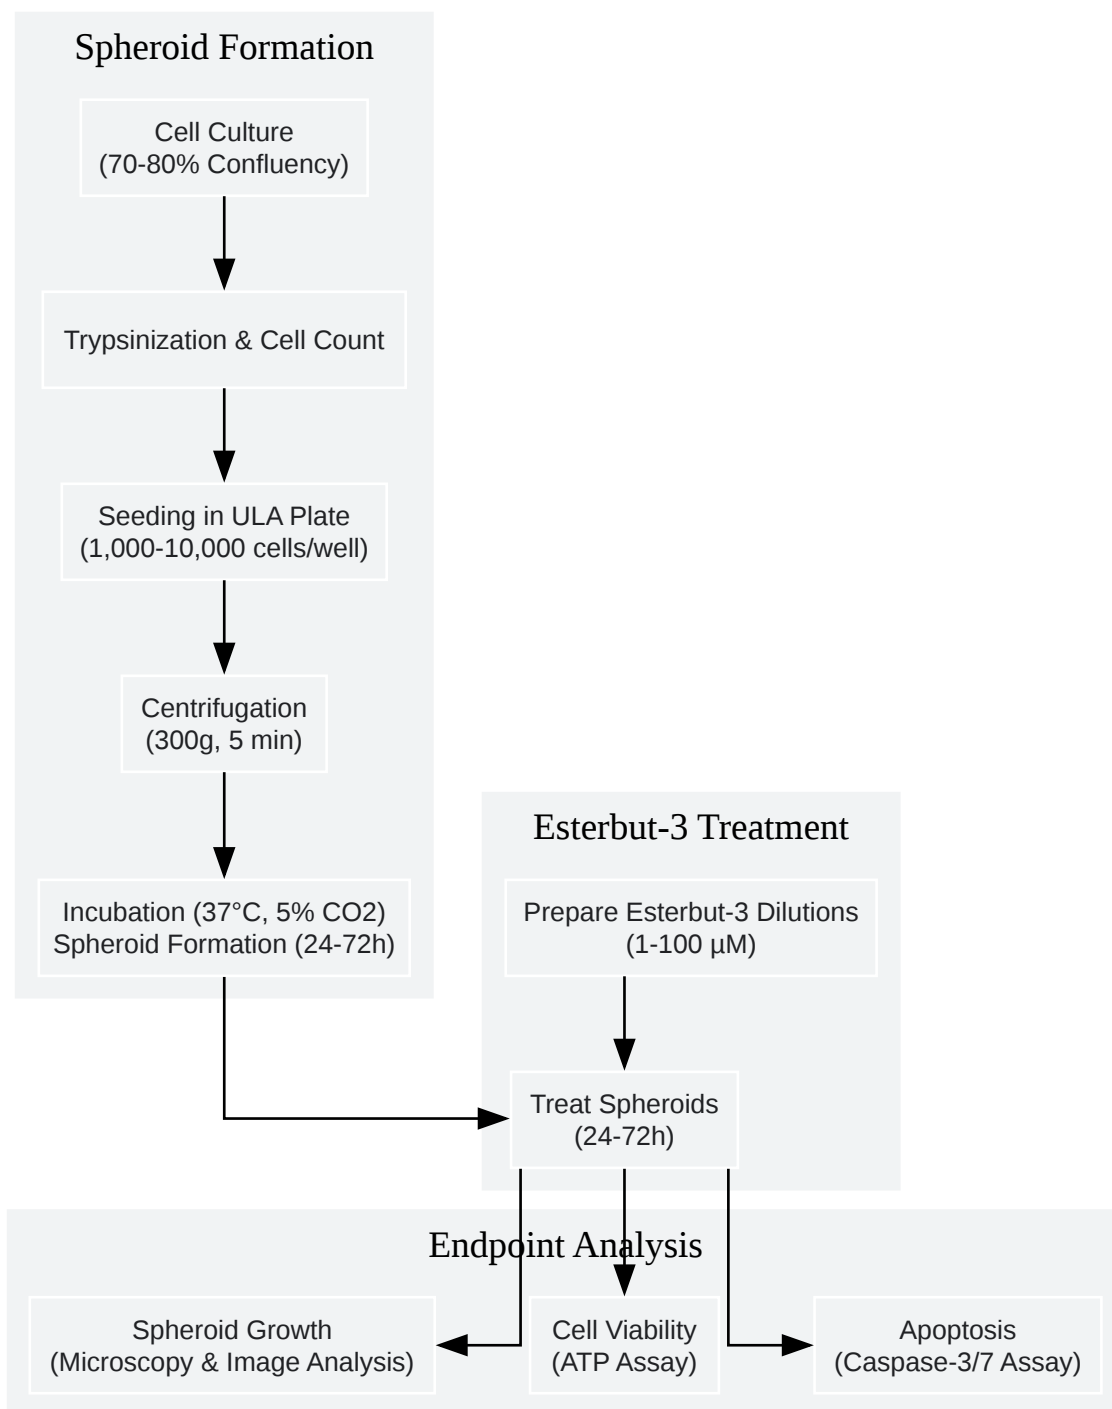 Spheroid Formation
Cell Culture
(70-80% Confluency)
Trypsinization & Cell Count
Seeding in ULA Plate
(1,000-10,000 cells/well)
Centrifugation
(300g, 5 min)
Incubation (37°C, 5% CO2)
Spheroid Formation (24-72h)
Esterbut-3 Treatment
Prepare Esterbut-3 Dilutions
(1-100 µM)
Treat Spheroids
(24-72h)
Endpoint Analysis
Spheroid Growth
(Microscopy & Image Analysis)
Cell Viability
(ATP Assay)
Apoptosis
(Caspase-3/7 Assay)